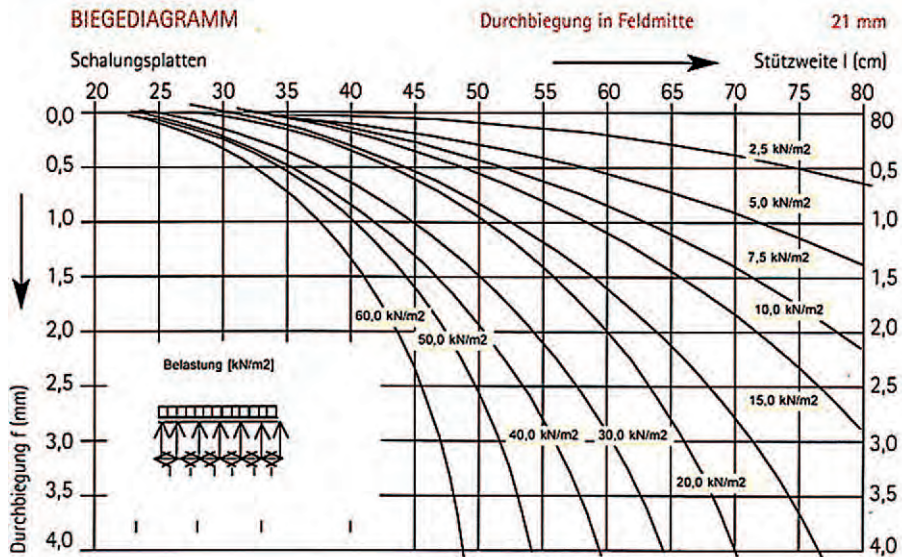 BIEGEDIAGRAMM Durchbiegung in Feldmitte 21 mm
Schalungsplatten Stützweite l (cm)
20 25 30 35 40 45 50 55 60 65 70 75 80
0,0 80
2,5 kN/m2
0,5 0,5
5,0 kN/m2
1,0 1,0
7,5 kN/m2
1,5 1,5
10,0 kN/m2
60,0 kN/m2
2,0 2,0
50,0 kN/m2
Belastung [kN/m2]
2,5 2,5
15,0 kN/m2
40,0 kN/m2 30,0 kN/m2
3,0 3,0
20,0 kN/m2
3,5 3,5
4,0 4,0
Durchbiegung f (mm)